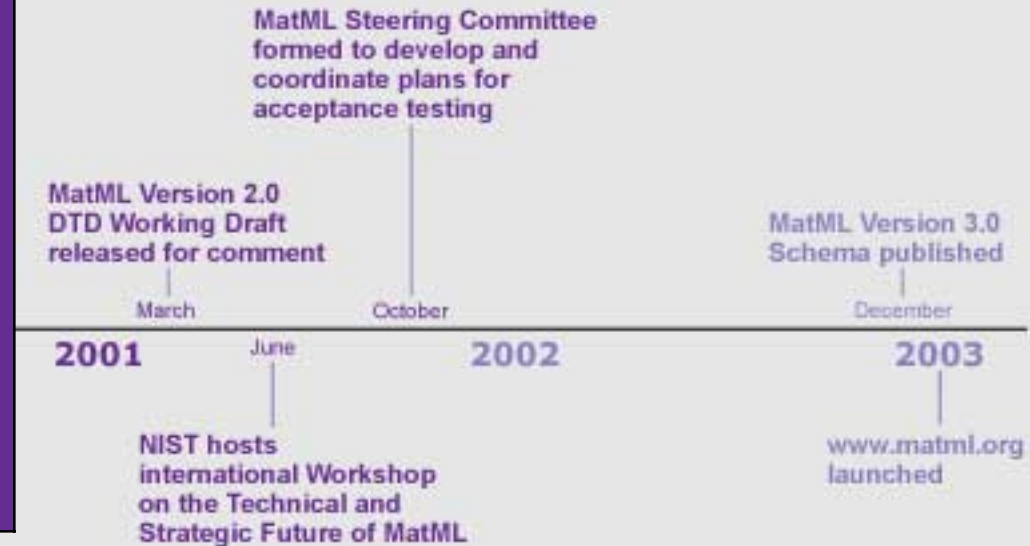 MatML Steering Committee
formed to develop and
coordinate plans for
acceptance testing
MatML Version 2.0
DTD Working Draft
released for comment
MatML Version 3.0
Schema published
March
October
December
2001
June
2002
2003
NIST hosts
international Workshop
on the Technical and
Strategic Future of MatML
www.matml.org
launched